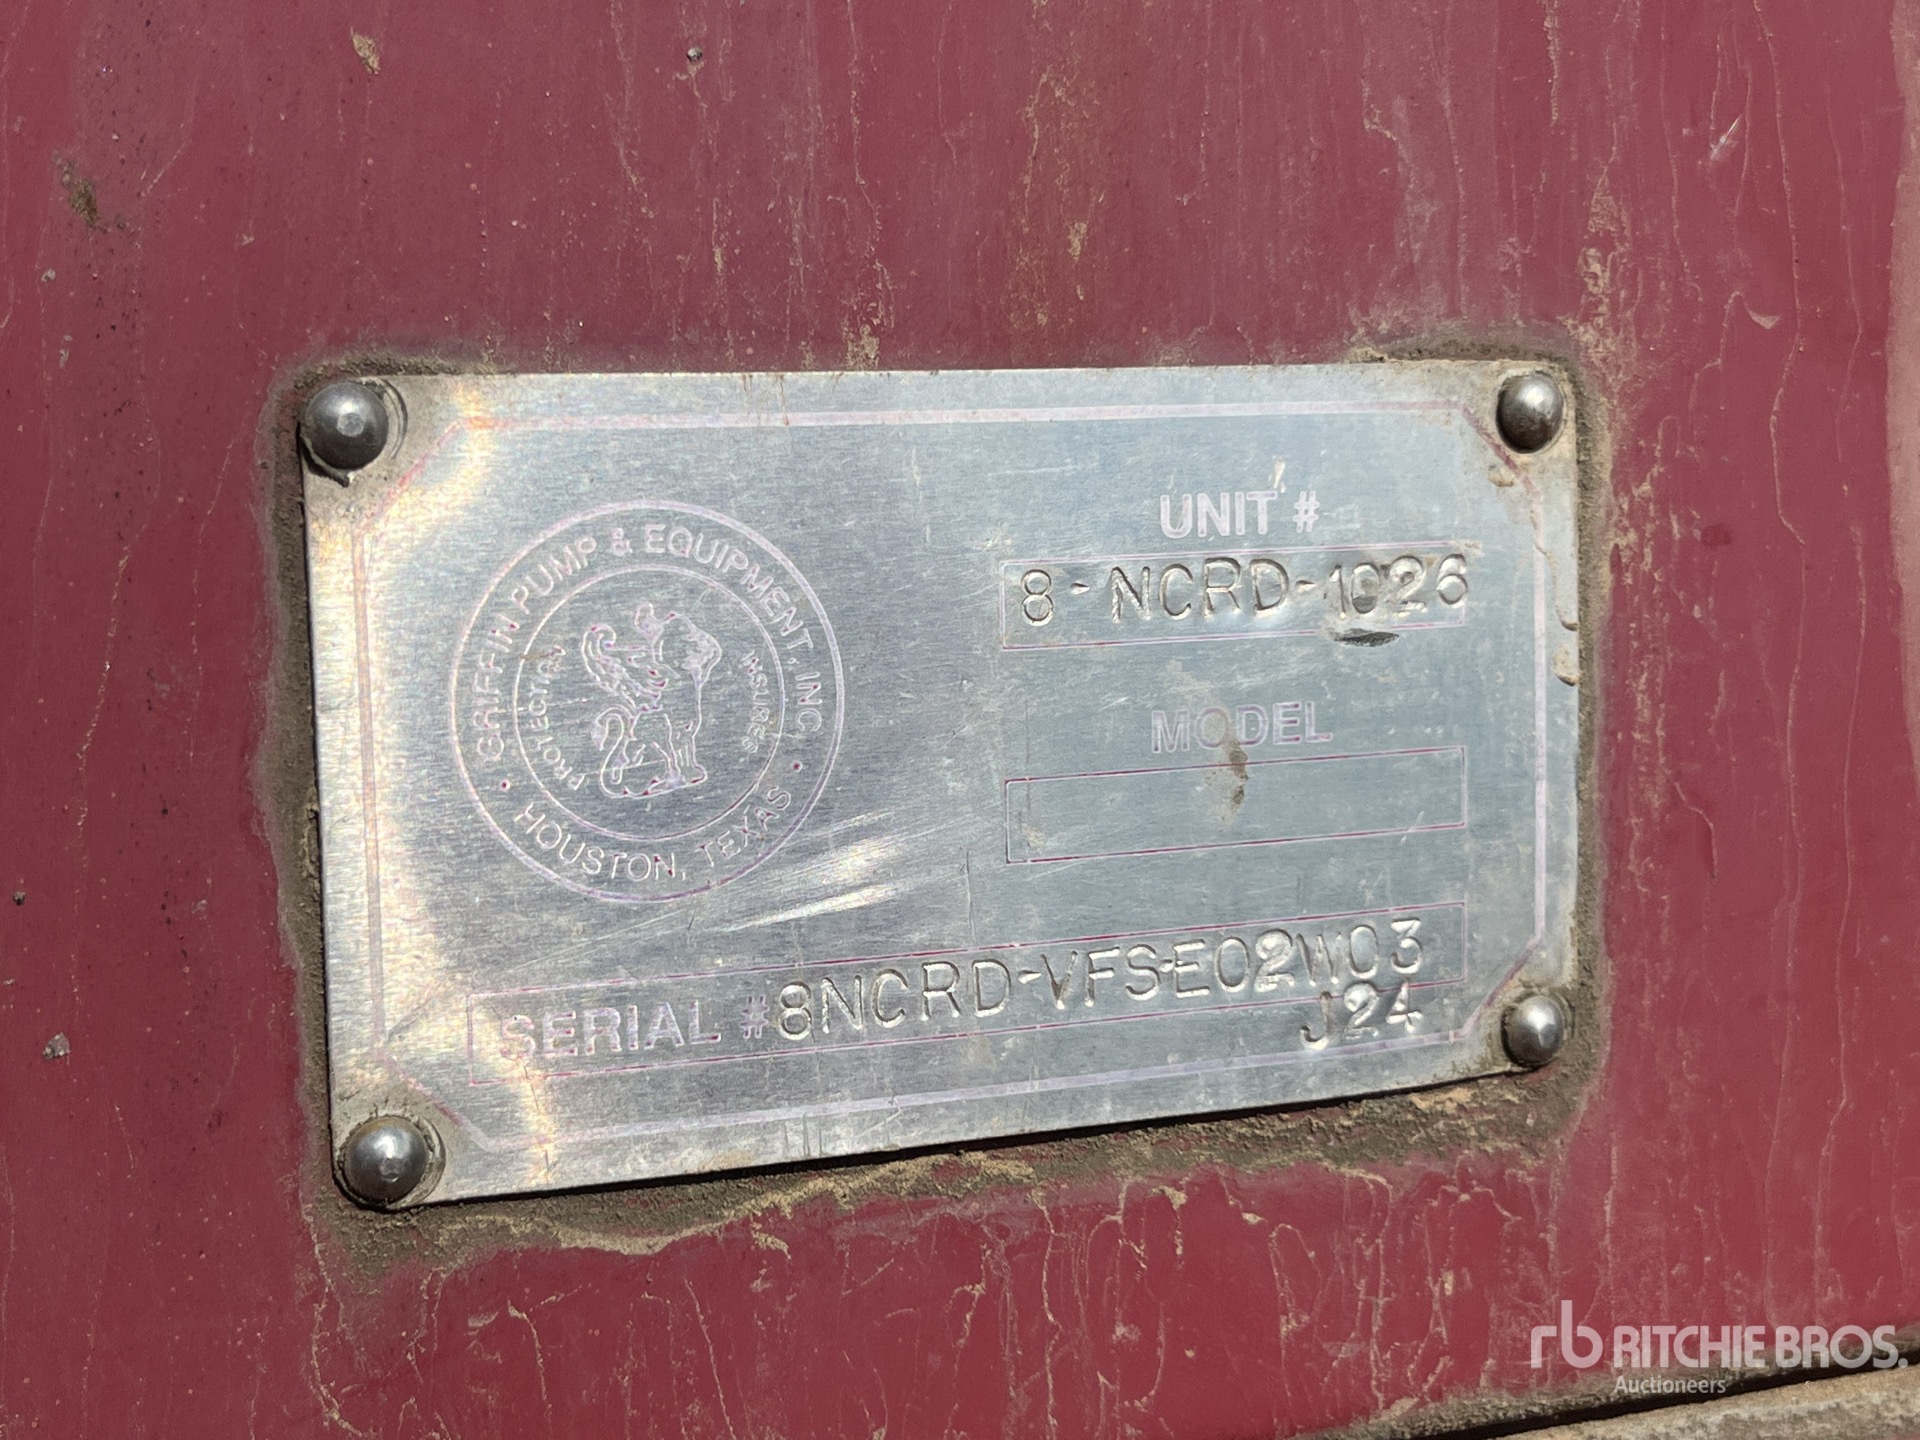 GRIFFIN PUMP & EQUIPMENT, INC.
PROTECTION INSURES
• HOUSTON, TEXAS •
UNIT #
8-NCRD-1026
MODEL
SERIAL #8NCRD-VFS-E02W03
J24
rb RITCHIE BROS.
Auctioneers